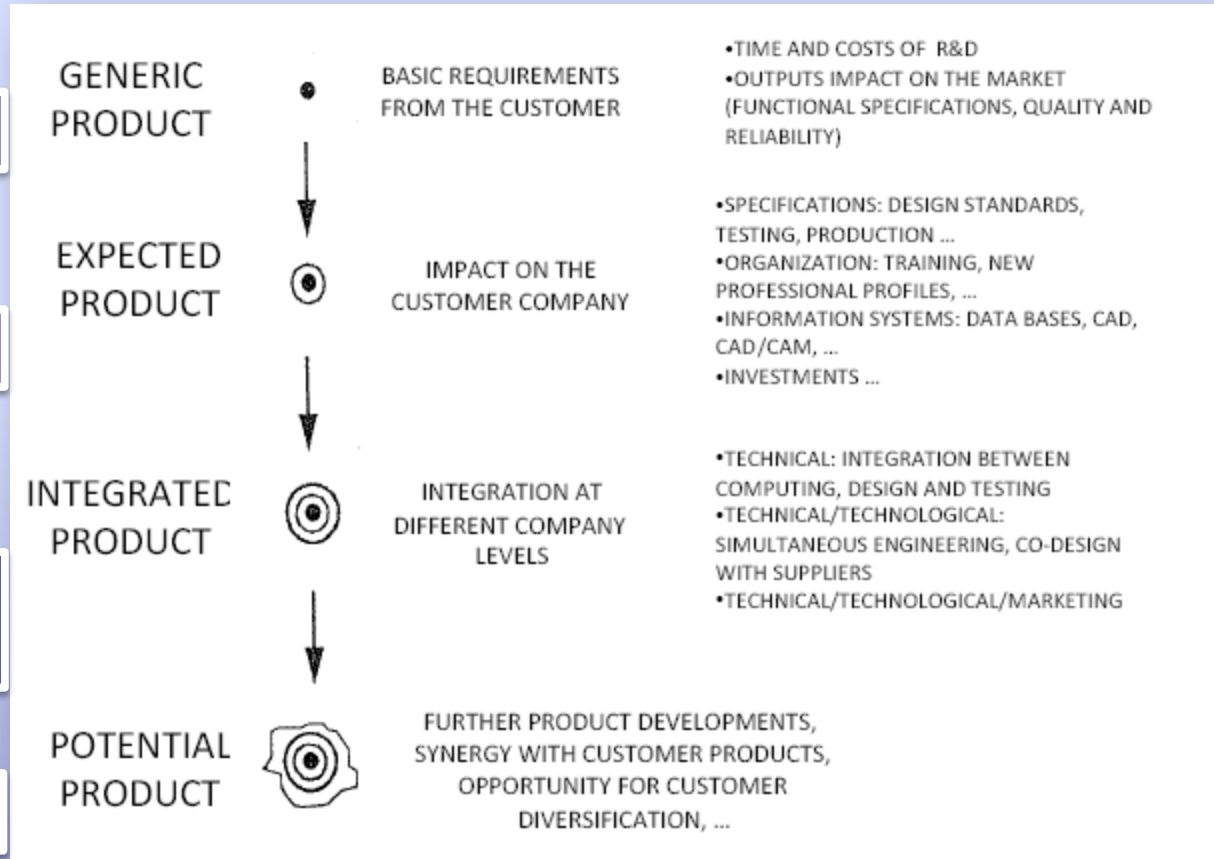 GENERIC
PRODUCT
BASIC REQUIREMENTS
FROM THE CUSTOMER
•TIME AND COSTS OF R&D
•OUTPUTS IMPACT ON THE MARKET
(FUNCTIONAL SPECIFICATIONS, QUALITY AND
RELIABILITY)
EXPECTED
PRODUCT
IMPACT ON THE
CUSTOMER COMPANY
•SPECIFICATIONS: DESIGN STANDARDS,
TESTING, PRODUCTION ...
•ORGANIZATION: TRAINING, NEW
PROFESSIONAL PROFILES, ...
•INFORMATION SYSTEMS: DATA BASES, CAD,
CAD/CAM, ...
•INVESTMENTS ...
INTEGRATED
PRODUCT
INTEGRATION AT
DIFFERENT COMPANY
LEVELS
•TECHNICAL: INTEGRATION BETWEEN
COMPUTING, DESIGN AND TESTING
•TECHNICAL/TECHNOLOGICAL:
SIMULTANEOUS ENGINEERING, CO-DESIGN
WITH SUPPLIERS
•TECHNICAL/TECHNOLOGICAL/MARKETING
POTENTIAL
PRODUCT
FURTHER PRODUCT DEVELOPMENTS,
SYNERGY WITH CUSTOMER PRODUCTS,
OPPORTUNITY FOR CUSTOMER
DIVERSIFICATION, ...